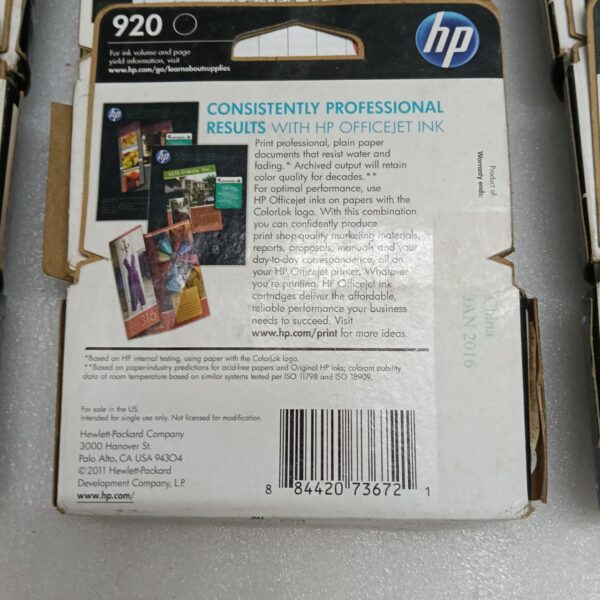 920
hp
For ink volume and page
yield information, visit
www.hp.com/go/learnaboutsupplies
CONSISTENTLY PROFESSIONAL
RESULTS WITH HP OFFICEJET INK
Print professional, plain paper
documents that resist water and
fading.* Archived output will retain
color quality for decades.**
For optimal performance, use
HP Officejet inks on papers with the
ColorLok logo. With this combination
you can confidently produce
print shop-quality marketing materials,
reports, proposals, manuals and your
day-to-day correspondence, all on
your HP Officejet printer. Whatever
you're printing, HP Officejet ink
cartridges deliver the affordable,
reliable performance your business
needs to succeed. Visit
www.hp.com/print for more ideas.
Product of:
Warranty ends:
China
JAN 2016
*Based on HP internal testing, using paper with the ColorLok logo.
**Based on paper-industry predictions for acid-free papers and Original HP Inks; colorant stability
data at room temperature based on similar systems tested per ISO 11798 and ISO 18909.
For sale in the US.
Intended for single use only. Not licensed for modification.
Hewlett-Packard Company
3000 Hanover St.
Palo Alto, CA USA 94304
© 2011 Hewlett-Packard
Development Company, L.P.
www.hp.com/
8 84420 73672 1